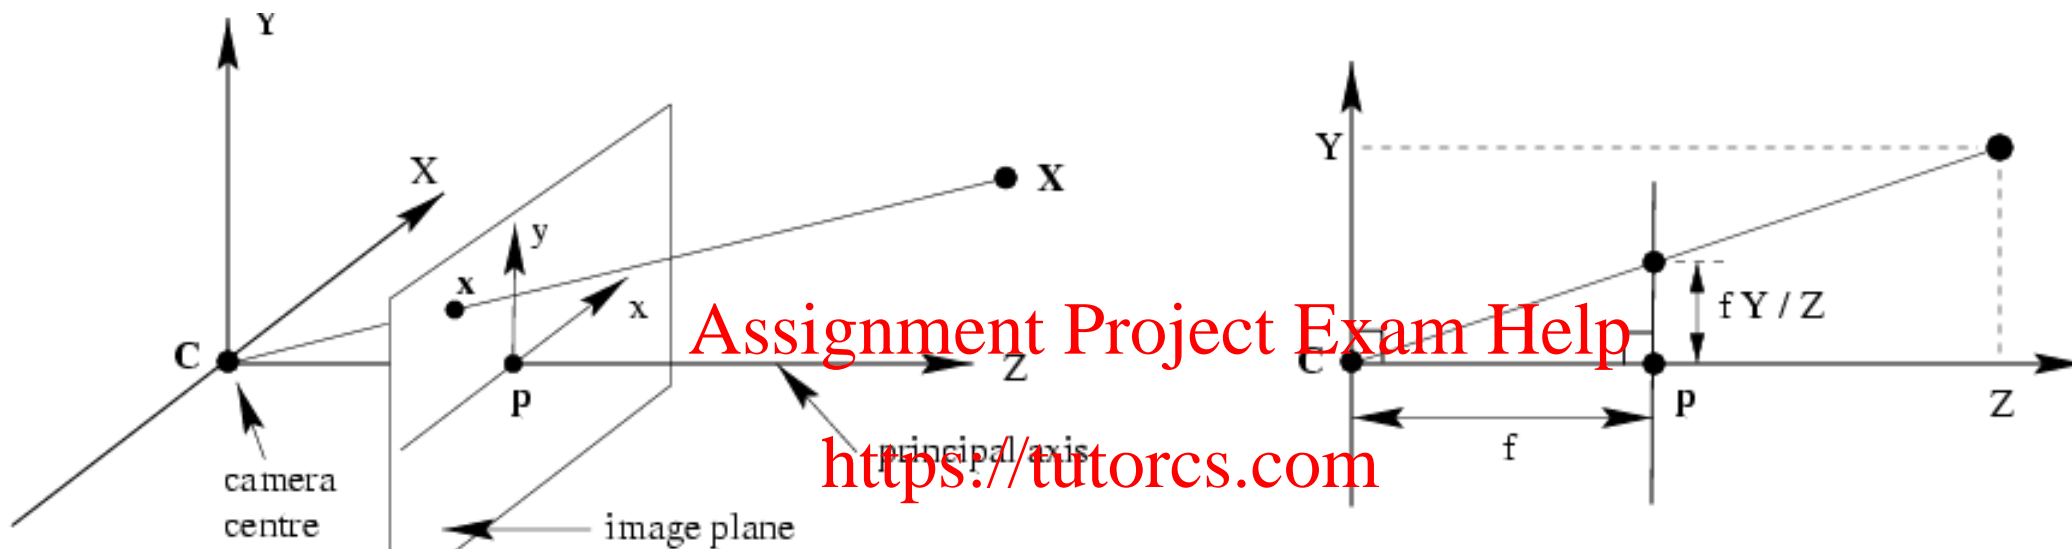 Y
X
X
y
x
x
C
Z
p
principal axis
camera
centre
image plane
Y
f Y / Z
C
p
Z
f
Assignment Project Exam Help
https://tutorcs.com